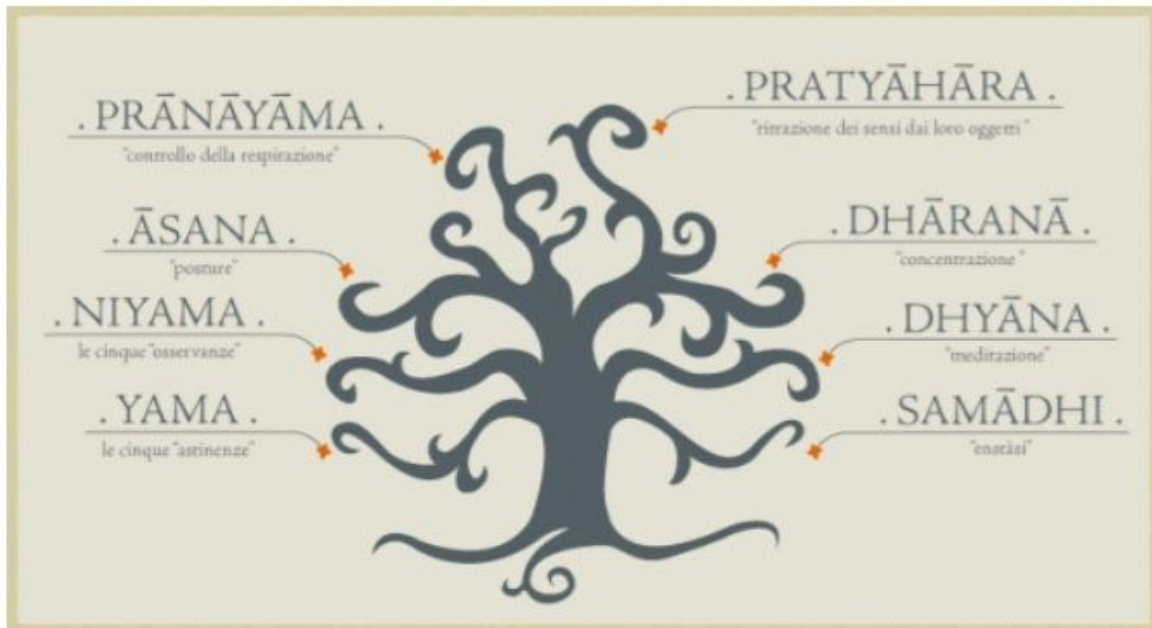 . PRĀNĀYĀMA .
"controllo della respirazione"
. ĀSANA .
"posture"
. NIYAMA .
le cinque "osservanze"
. YAMA .
le cinque "astinenze"
. PRATYĀHĀRA .
"ritrazione dei sensi dai loro oggetti"
. DHĀRANĀ .
"concentrazione"
. DHYĀNA .
"meditazione"
. SAMĀDHI .
"enstàsi"